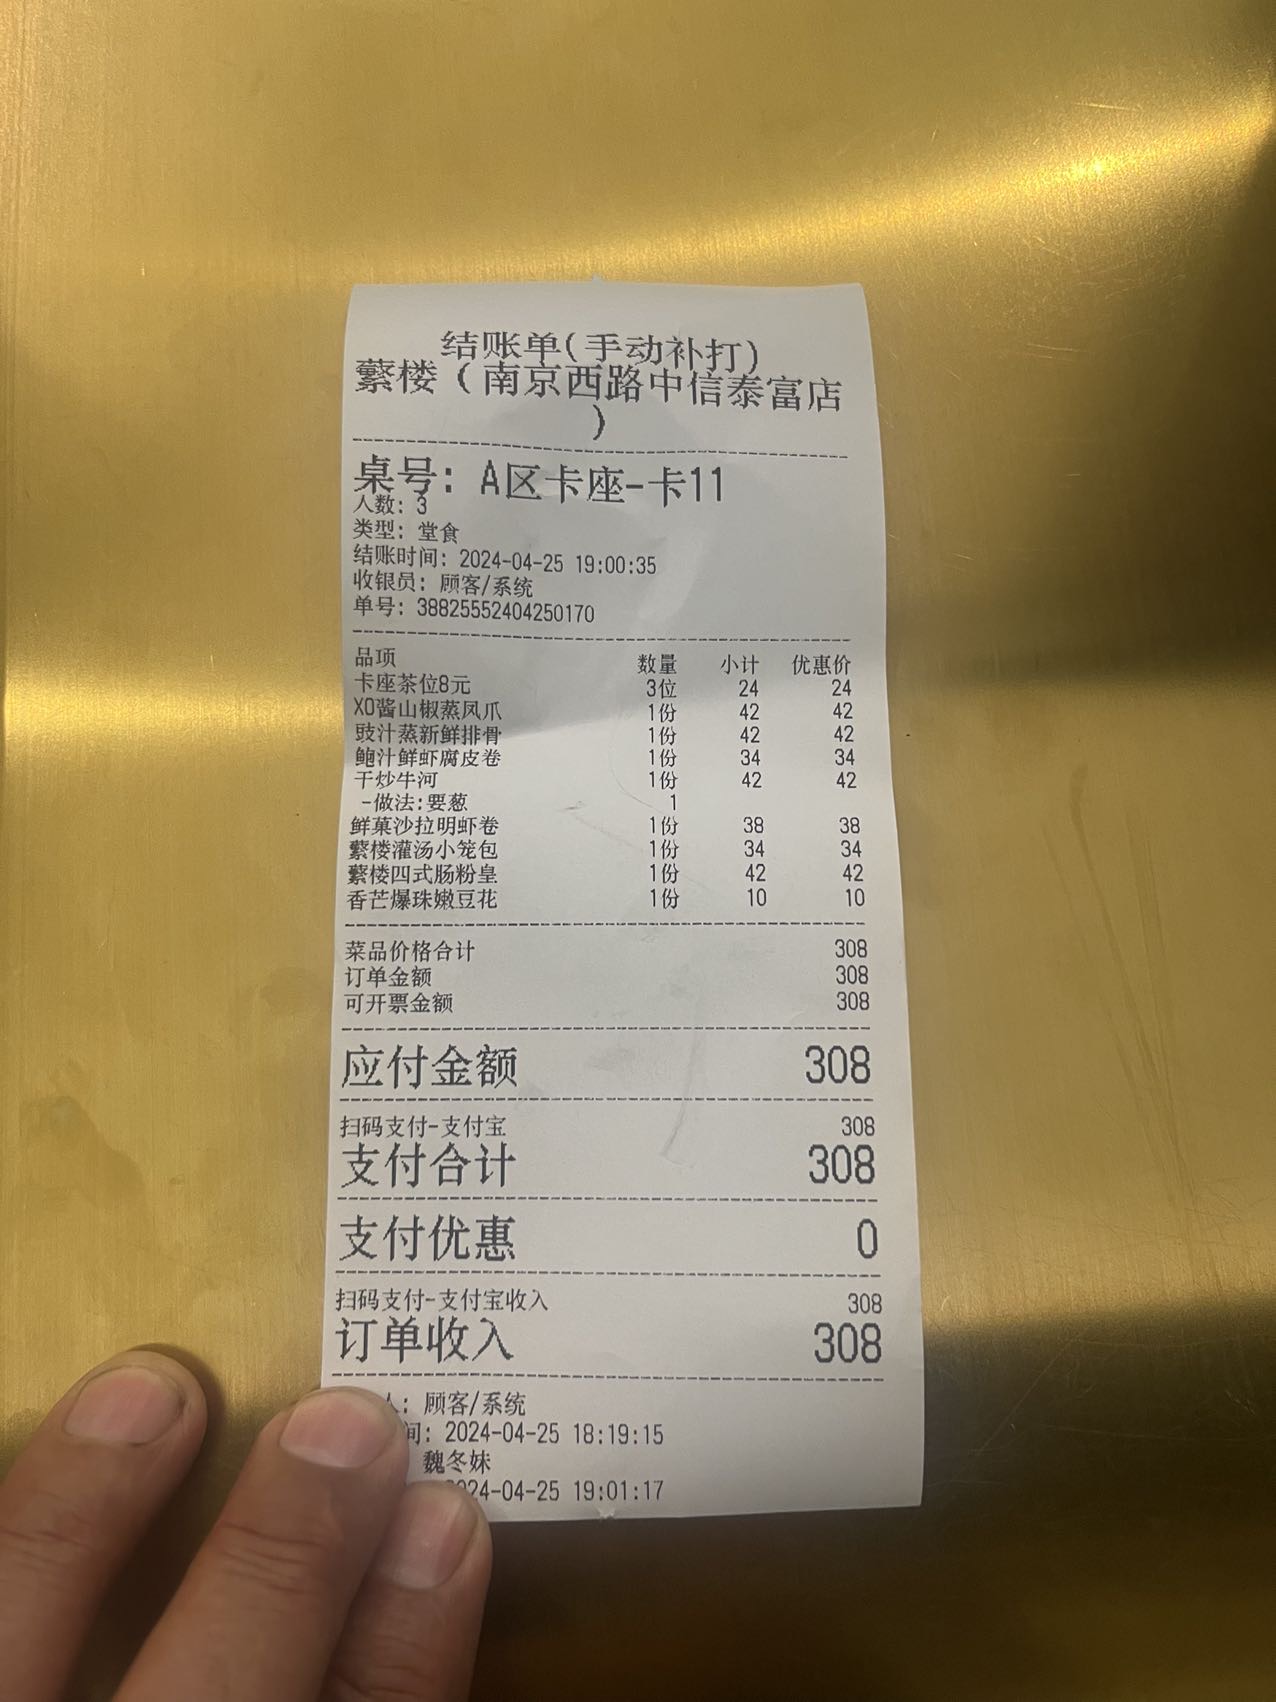 结账单(手动补打)
蘩楼（南京西路中信泰富店
）
桌号: A区卡座-卡11
人数: 3
类型: 堂食
结账时间: 2024-04-25 19:00:35
收银员: 顾客/系统
单号: 38825552404250170
品项 数量 小计 优惠价
卡座茶位8元 3位 24 24
XO酱山椒蒸凤爪 1份 42 42
豉汁蒸新鲜排骨 1份 42 42
鲍汁鲜虾腐皮卷 1份 34 34
干炒牛河 1份 42 42
-做法:要葱 1
鲜菓沙拉明虾卷 1份 38 38
蘩楼灌汤小笼包 1份 34 34
蘩楼四式肠粉皇 1份 42 42
香芒爆珠嫩豆花 1份 10 10
菜品价格合计 308
订单金额 308
可开票金额 308
应付金额 308
扫码支付-支付宝 308
支付合计 308
支付优惠 0
扫码支付-支付宝收入 308
订单收入 308
人: 顾客/系统
间: 2024-04-25 18:19:15
魏冬妹
24-04-25 19:01:17